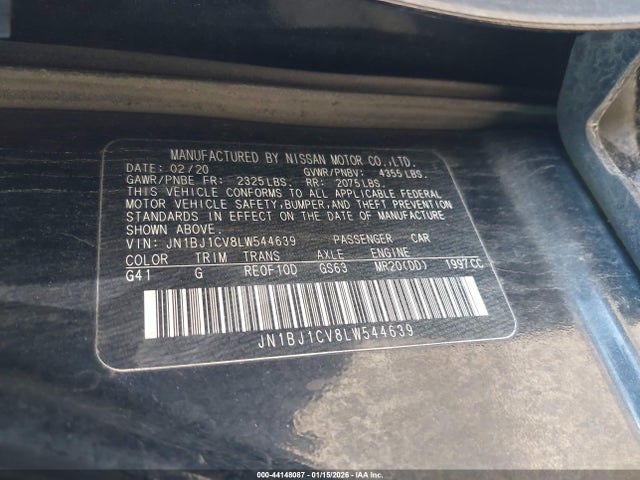 MANUFACTURED BY NISSAN MOTOR CO.,LTD.
DATE: 02/20 GVWR/PNBV: 4355 LBS.
GAWR/PNBE FR: 2325 LBS. RR: 2075 LBS.
THIS VEHICLE CONFORMS TO ALL APPLICABLE FEDERAL
MOTOR VEHICLE SAFETY, BUMPER, AND THEFT PREVENTION
STANDARDS IN EFFECT ON THE DATE OF MANUFACTURE
SHOWN ABOVE.
VIN: JN1BJ1CV8LW544639 PASSENGER CAR
COLOR TRIM TRANS AXLE ENGINE
G41 G RE0F10D GS63 MR20(DD) 1997 CC
JN1BJ1CV8LW544639
000-44148087 - 01/15/2026 - IAA Inc.